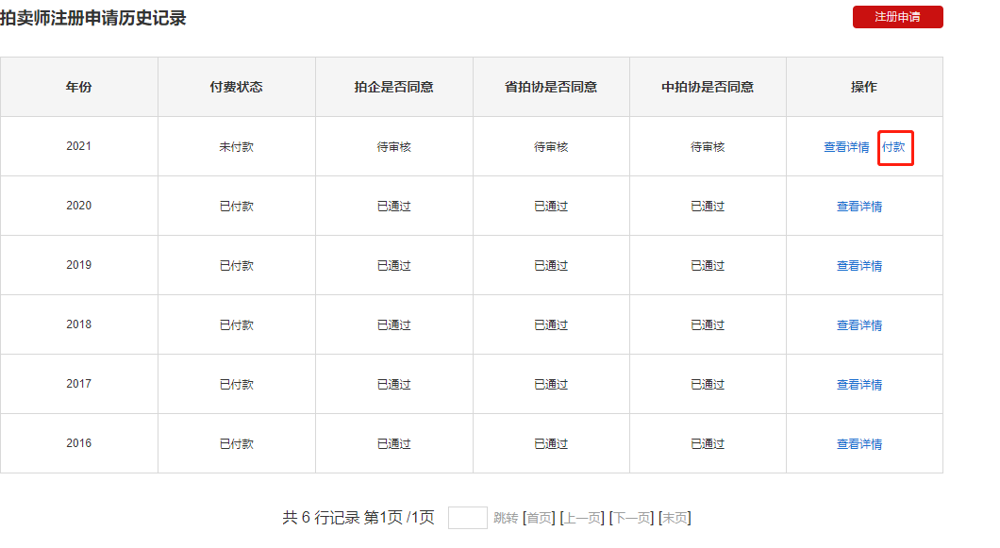 拍卖师注册申请历史记录 注册申请
年份 付费状态 拍企是否同意 省拍协是否同意 中拍协是否同意 操作
2021 未付款 待审核 待审核 待审核 查看详情 付款
2020 已付款 已通过 已通过 已通过 查看详情
2019 已付款 已通过 已通过 已通过 查看详情
2018 已付款 已通过 已通过 已通过 查看详情
2017 已付款 已通过 已通过 已通过 查看详情
2016 已付款 已通过 已通过 已通过 查看详情
共 6 行记录 第1页 /1页 跳转 [首页] [上一页] [下一页] [末页]